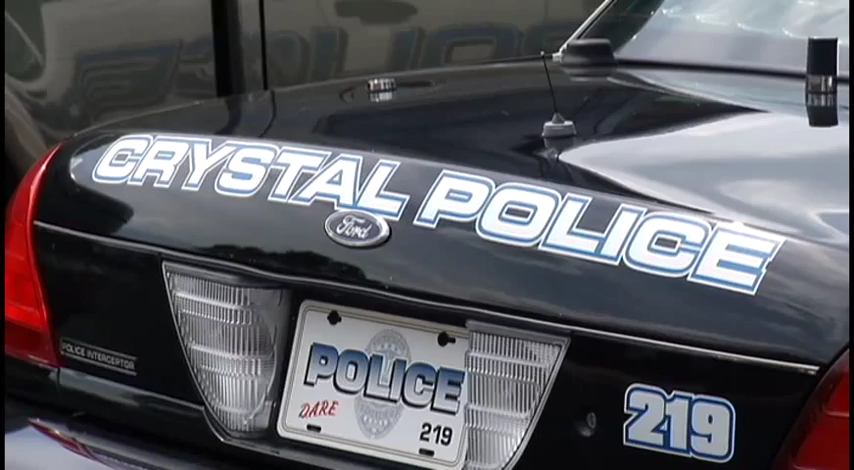 CRYSTAL POLICE
Ford
POLICE INTERCEPTOR
POLICE
DARE
219
219